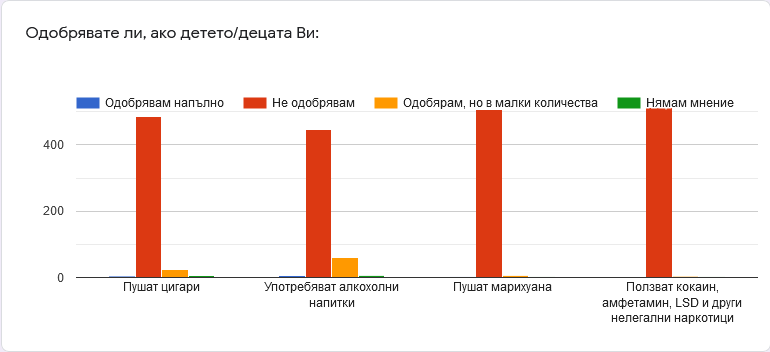 Одобрявате ли, ако детето/децата Ви:
Одобрявам напълно Не одобрявам Одобярам, но в малки количества Нямам мнение
400
200
0
Пушат цигари Употребяват алкохолни напитки Пушат марихуана Ползват кокаин, амфетамин, LSD и други нелегални наркотици